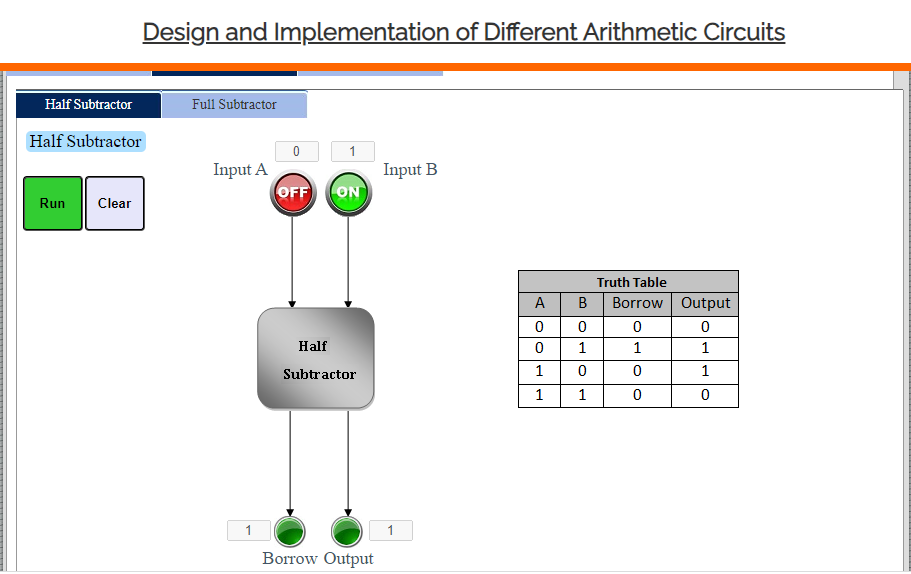 Design and Implementation of Different Arithmetic Circuits
Half Subtractor Full Subtractor
Half Subtractor
Run Clear
0 1
Input A OFF ON Input B
Half
Subtractor
Truth Table
A B Borrow Output
0 0 0 0
0 1 1 1
1 0 0 1
1 1 0 0
1 1
Borrow Output